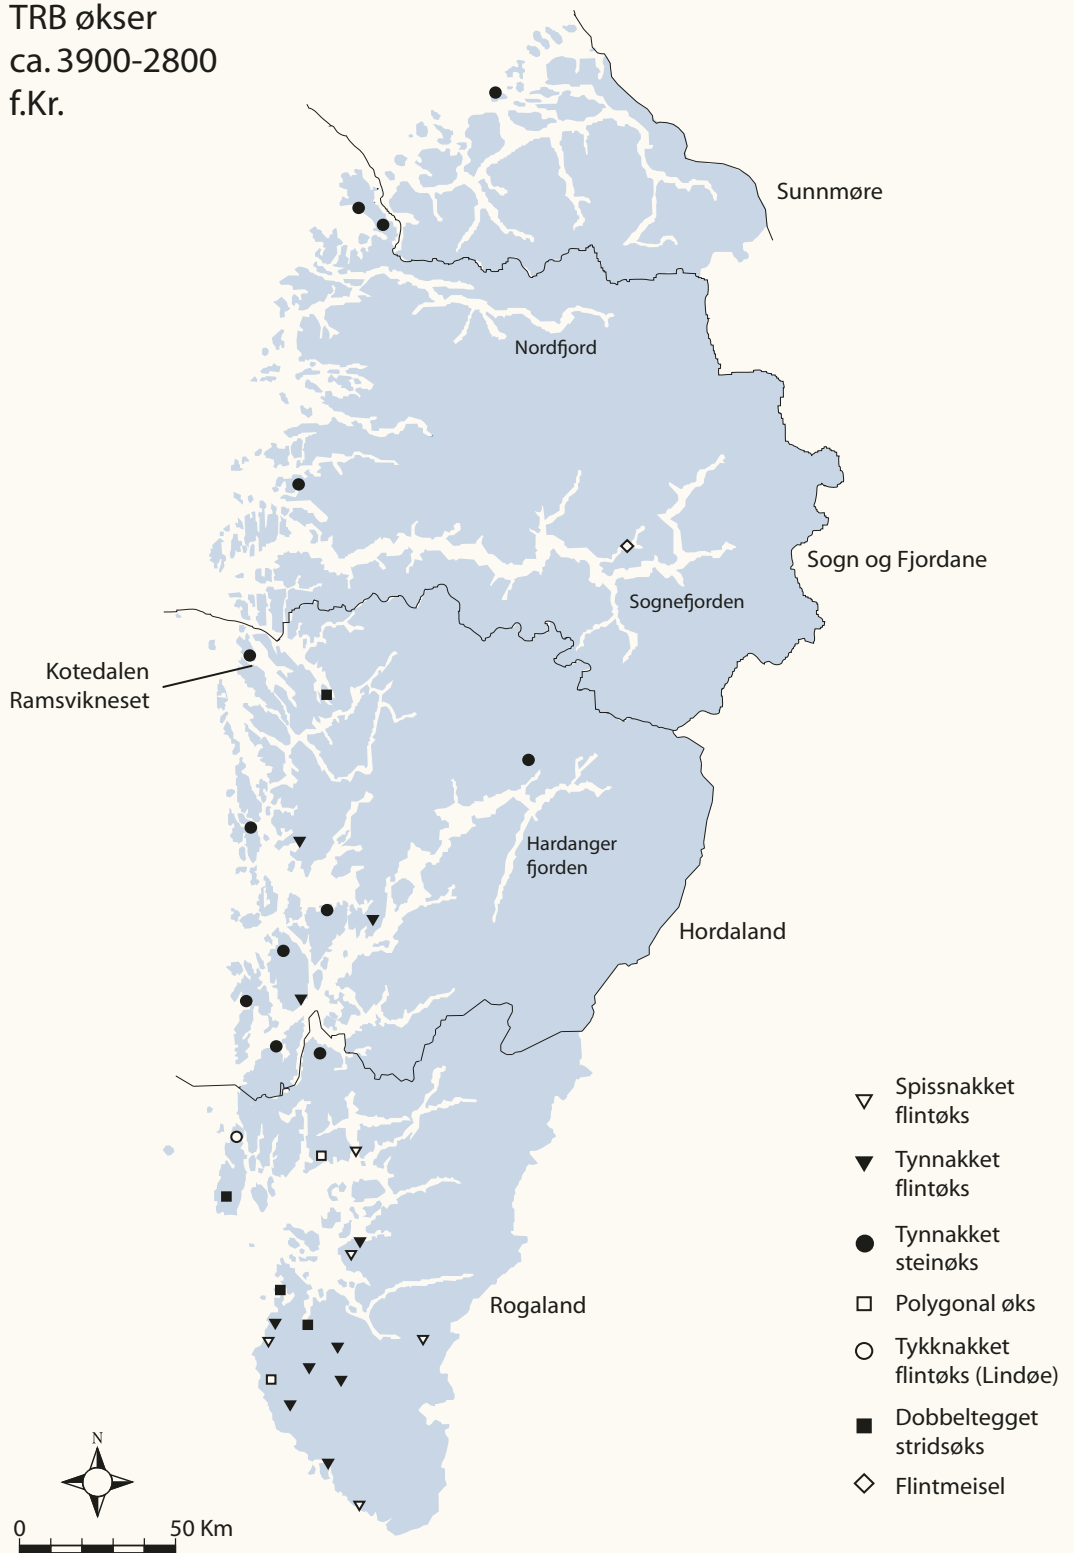 TRB økser
ca. 3900-2800
f.Kr.
Sunnmøre
Nordfjord
Sogn og Fjordane
Sognefjorden
Kotedalen
Ramsvikneset
Hardanger
fjorden
Hordaland
Rogaland
Spissnakket
flintøks
Tynnakket
flintøks
Tynnakket
steinøks
Polygonal øks
Tykknakket
flintøks (Lindøe)
Dobbeltegget
stridsøks
Flintmeisel
N
0 50 Km